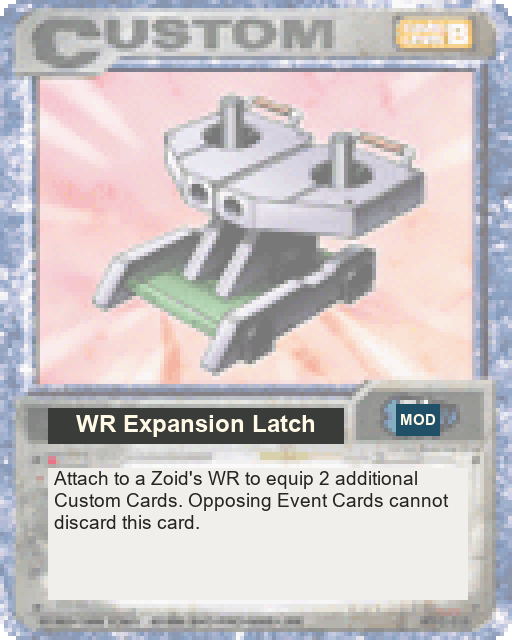 CUSTOM
B
WR Expansion Latch
MOD
Attach to a Zoid's WR to equip 2 additional
Custom Cards. Opposing Event Cards cannot
discard this card.